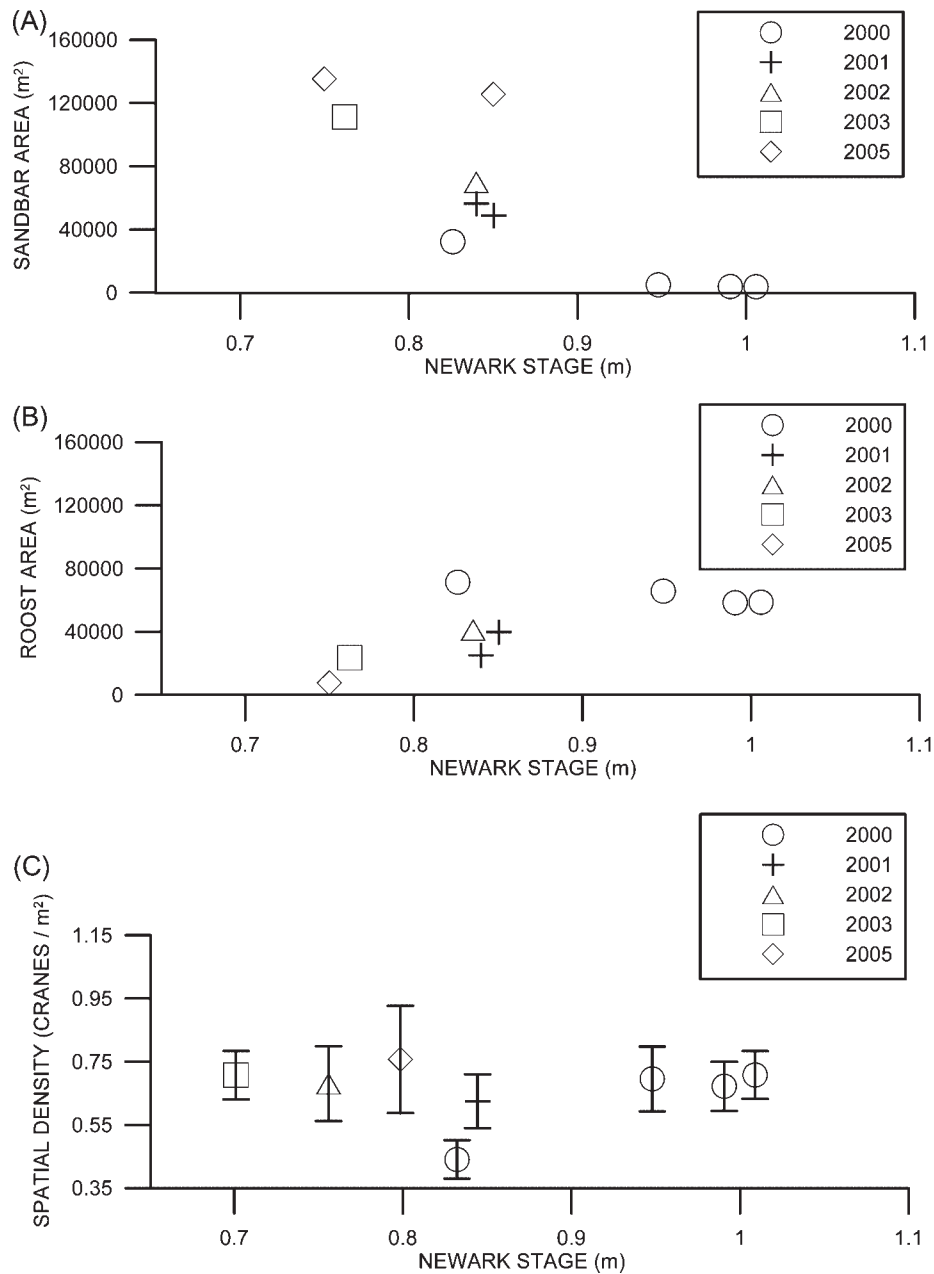 (A)
160000
120000
80000
40000
0
SANDBAR AREA (m²)
0.7 0.8 0.9 1 1.1
NEWARK STAGE (m)
2000
2001
2002
2003
2005
(B)
160000
120000
80000
40000
0
ROOST AREA (m²)
0.7 0.8 0.9 1 1.1
NEWARK STAGE (m)
2000
2001
2002
2003
2005
(C)
1.15
0.95
0.75
0.55
0.35
SPATIAL DENSITY (CRANES / m²)
0.7 0.8 0.9 1 1.1
NEWARK STAGE (m)
2000
2001
2002
2003
2005